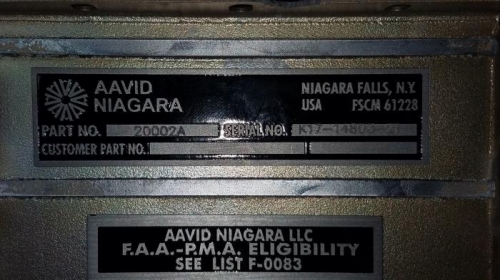 AAVID
NIAGARA
NIAGARA FALLS, N.Y.
USA FSCM 61228
PART NO. 20002A SERIAL NO.
CUSTOMER PART NO.
AAVID NIAGARA LLC
F.A.A.-P.M.A. ELIGIBILITY
SEE LIST F-0083